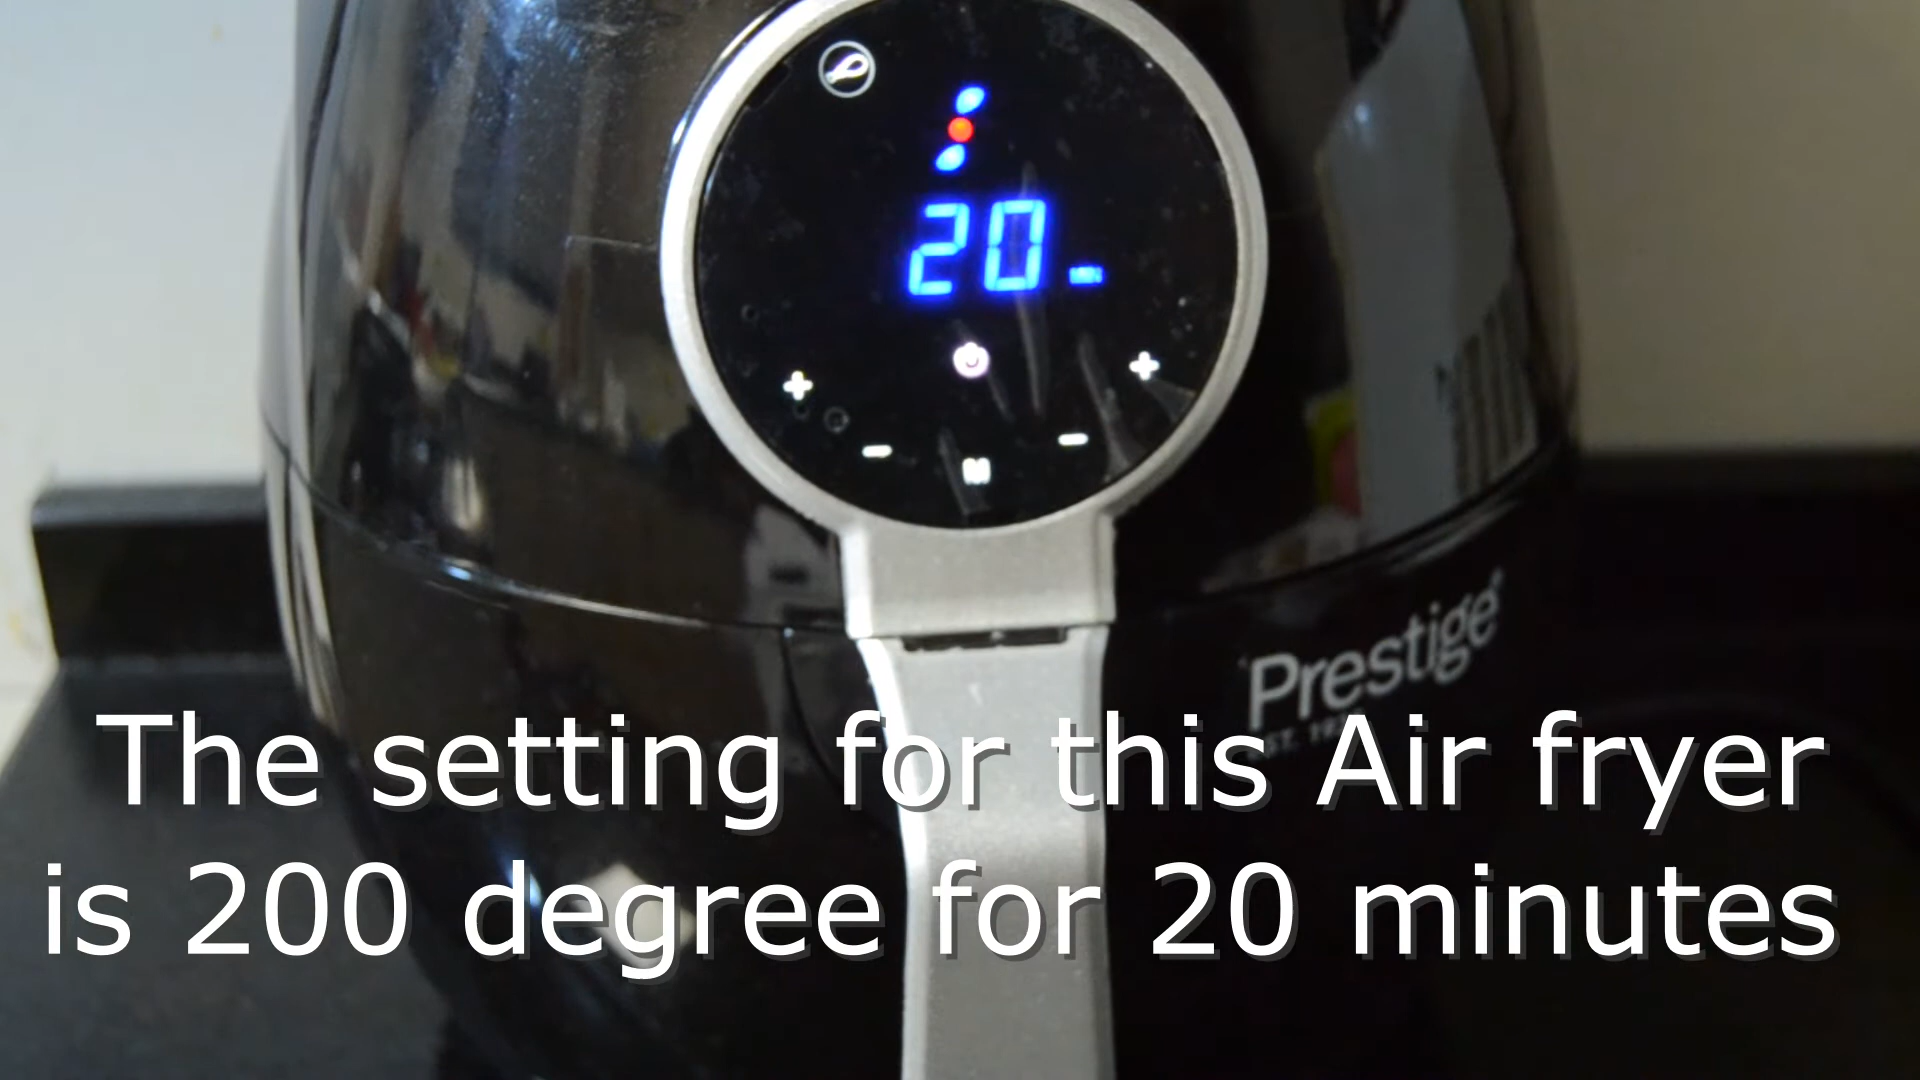 20
M
Prestige
The setting for this Air fryer
is 200 degree for 20 minutes